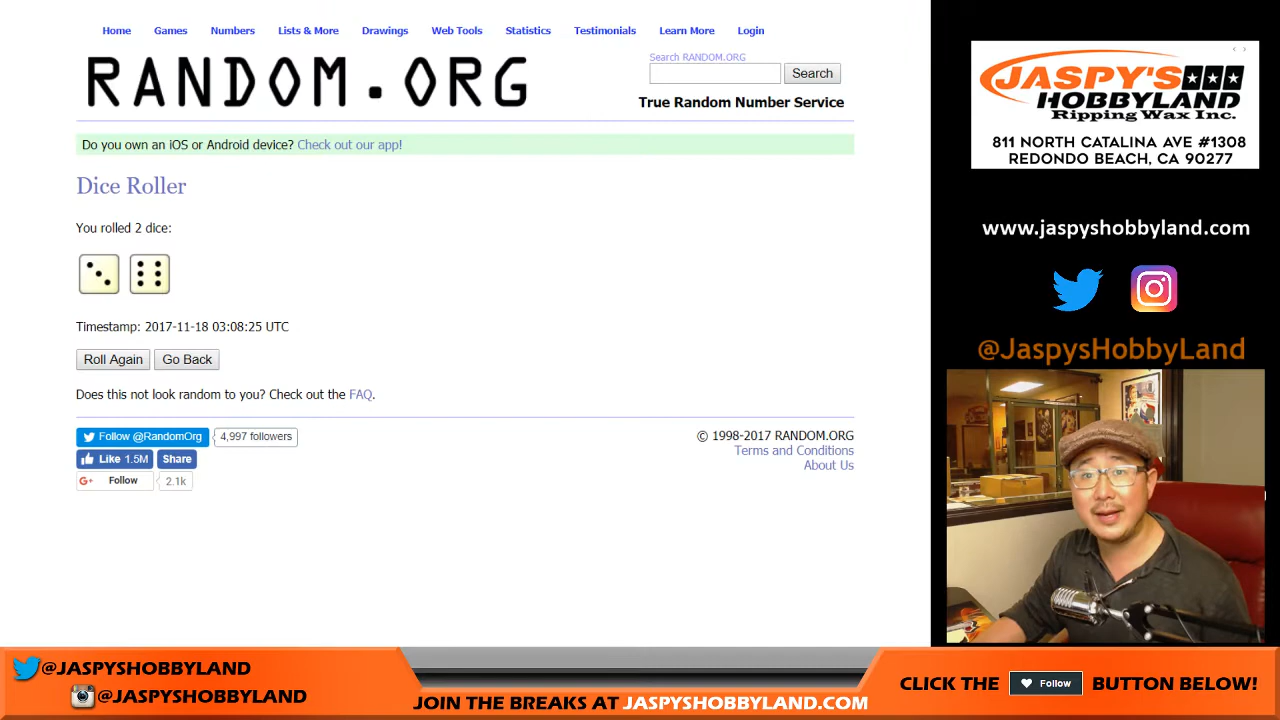 Home Games Numbers Lists & More Drawings Web Tools Statistics Testimonials Learn More Login
RANDOM.ORG
Search RANDOM.ORG
Search
True Random Number Service
Do you own an iOS or Android device? Check out our app!
Dice Roller
You rolled 2 dice:
Timestamp: 2017-11-18 03:08:25 UTC
Roll Again Go Back
Does this not look random to you? Check out the FAQ.
Follow @RandomOrg 4,997 followers
Like 1.5M Share
G+ Follow 2.1k
© 1998-2017 RANDOM.ORG
Terms and Conditions
About Us
JASPY'S
HOBBYLAND
Ripping Wax Inc.
811 NORTH CATALINA AVE #1308
REDONDO BEACH, CA 90277
www.jaspyshobbyland.com
@JaspysHobbyLand
@JASPYSHOBBYLAND
@JASPYSHOBBYLAND
JOIN THE BREAKS AT JASPYSHOBBYLAND.COM
CLICK THE Follow BUTTON BELOW!